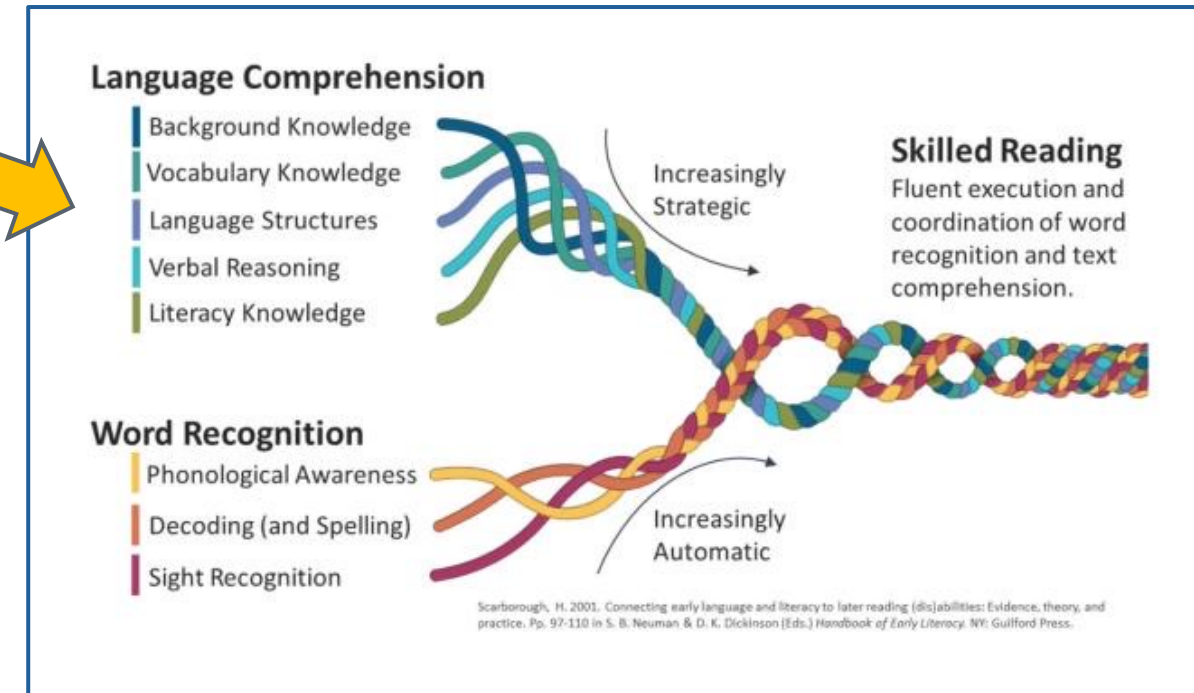 Language Comprehension
Background Knowledge
Vocabulary Knowledge
Language Structures
Verbal Reasoning
Literacy Knowledge
Increasingly
Strategic
Skilled Reading
Fluent execution and
coordination of word
recognition and text
comprehension.
Word Recognition
Phonological Awareness
Decoding (and Spelling)
Sight Recognition
Increasingly
Automatic
Scarborough, H. 2001. Connecting early language and literacy to later reading (dis)abilities: Evidence, theory, and
practice. Pp. 97-110 in S. B. Neuman & D. K. Dickinson (Eds.) Handbook of Early Literacy. NY: Guilford Press.